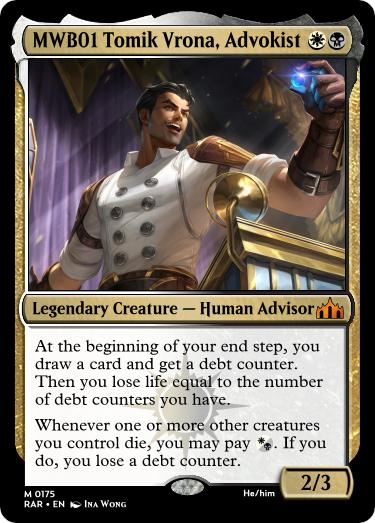 MWB01 Tomik Vrona, Advokist
Legendary Creature — Human Advisor
At the beginning of your end step, you
draw a card and get a debt counter.
Then you lose life equal to the number
of debt counters you have.
Whenever one or more other creatures
you control die, you may pay . If you
do, you lose a debt counter.
2/3
M 0175
RAR • EN Ina Wong
He/him